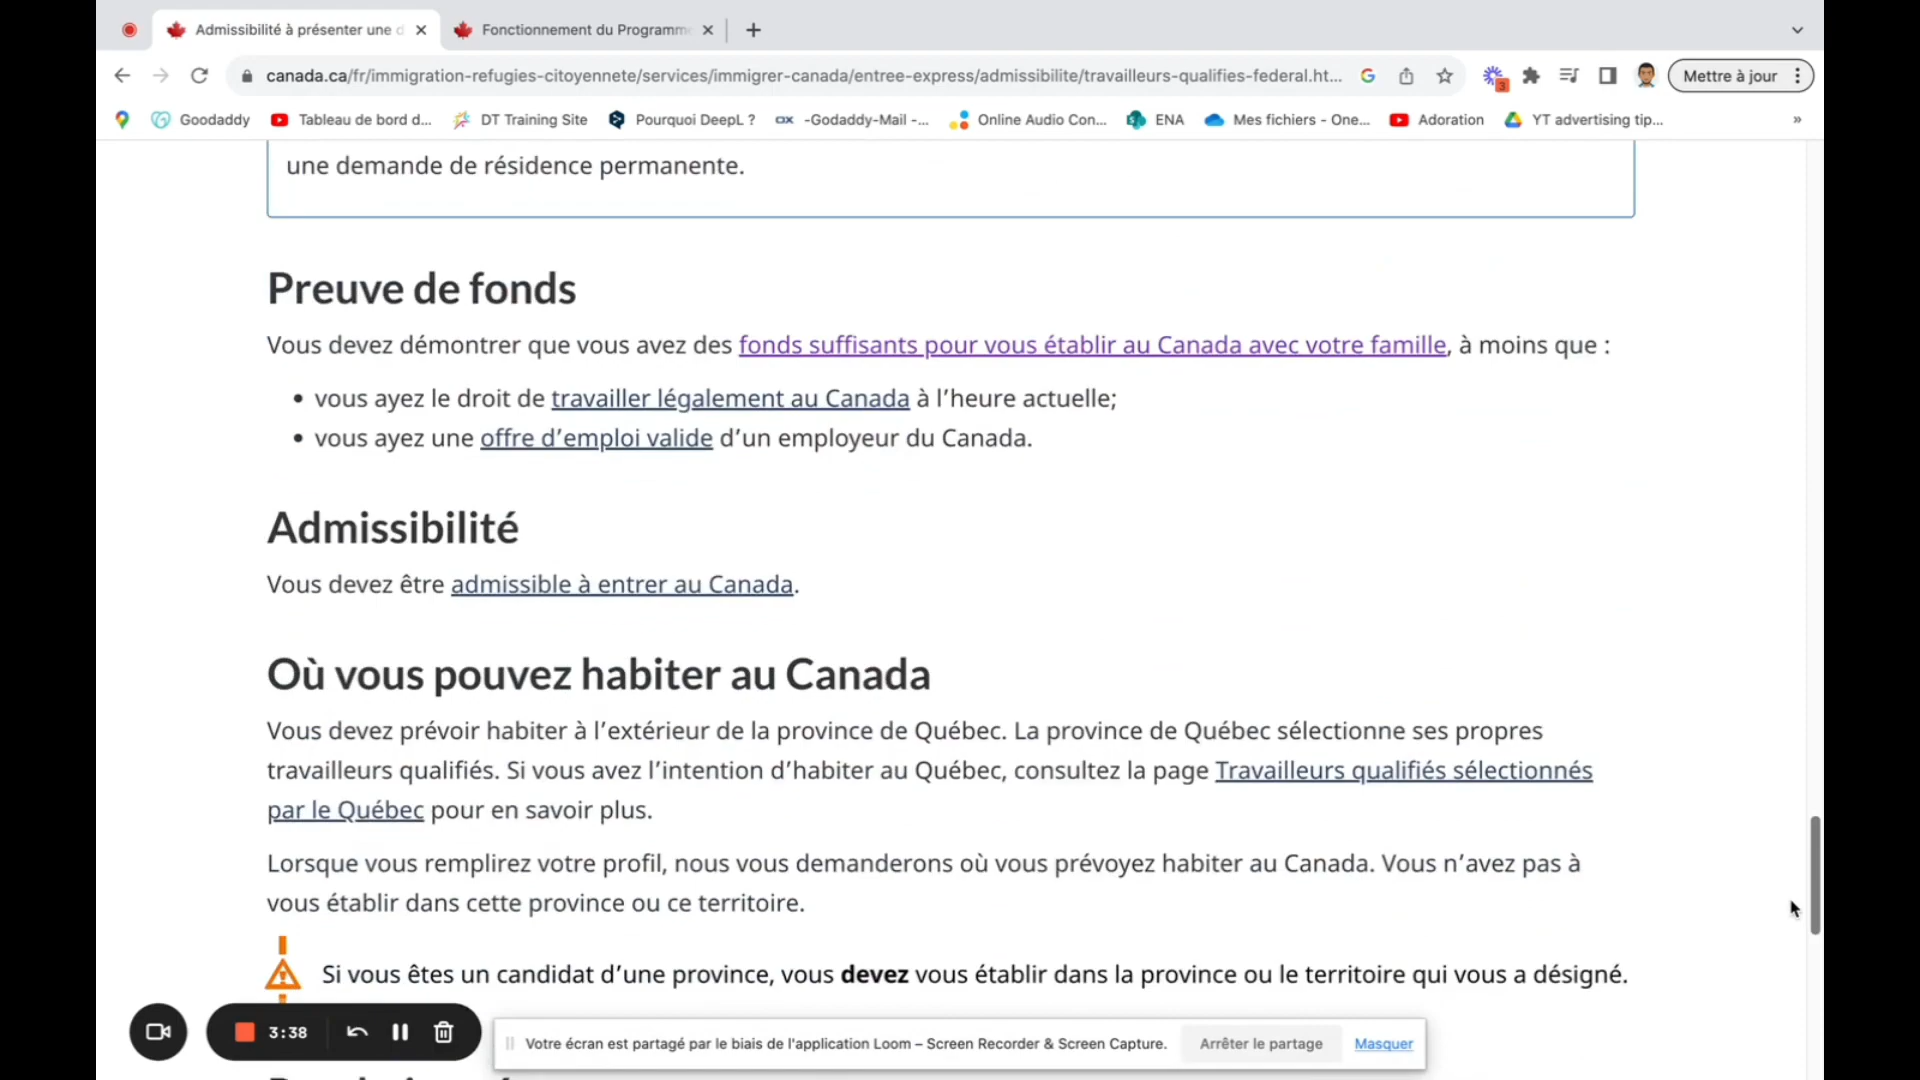 Admissibilité à présenter une d
Fonctionnement du Programm
canada.ca/fr/immigration-refugies-citoyennete/services/immigrer-canada/entree-express/admissibilite/travailleurs-qualifies-federal.ht...
3
Mettre à jour
Goodaddy
Tableau de bord d...
DT Training Site
Pourquoi DeepL ?
-Godaddy-Mail -...
Online Audio Con...
ENA
Mes fichiers - One...
Adoration
YT advertising tip...
»
une demande de résidence permanente.
Preuve de fonds
Vous devez démontrer que vous avez des fonds suffisants pour vous établir au Canada avec votre famille, à moins que :
• vous ayez le droit de travailler légalement au Canada à l’heure actuelle;
• vous ayez une offre d’emploi valide d’un employeur du Canada.
Admissibilité
Vous devez être admissible à entrer au Canada.
Où vous pouvez habiter au Canada
Vous devez prévoir habiter à l’extérieur de la province de Québec. La province de Québec sélectionne ses propres
travailleurs qualifiés. Si vous avez l’intention d’habiter au Québec, consultez la page Travailleurs qualifiés sélectionnés
par le Québec pour en savoir plus.
Lorsque vous remplirez votre profil, nous vous demanderons où vous prévoyez habiter au Canada. Vous n’avez pas à
vous établir dans cette province ou ce territoire.
Si vous êtes un candidat d’une province, vous devez vous établir dans la province ou le territoire qui vous a désigné.
3:38
Votre écran est partagé par le biais de l'application Loom – Screen Recorder & Screen Capture.
Arrêter le partage
Masquer